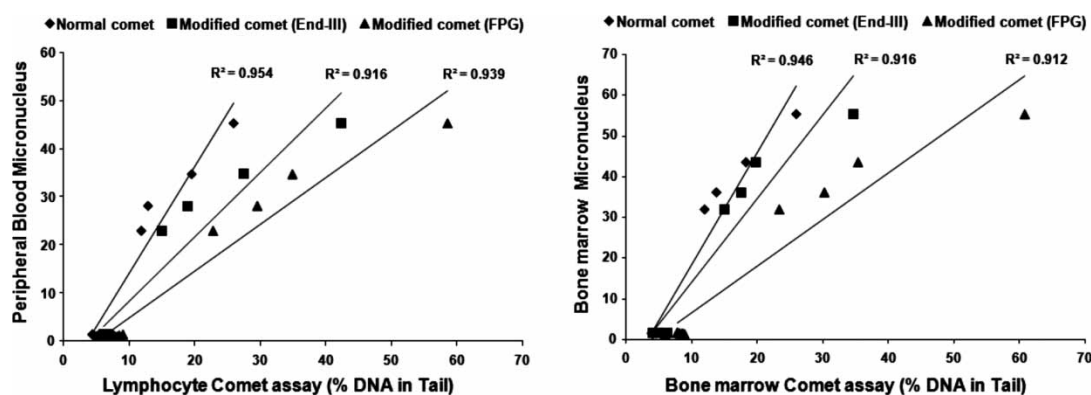 Normal comet Modified comet (End-III) Modified comet (FPG)
60
50
40
30
20
10
0
R² = 0.954
R² = 0.916
R² = 0.939
Peripheral Blood Micronucleus
0 10 20 30 40 50 60 70
Lymphocyte Comet assay (% DNA in Tail)
Normal comet Modified comet (End-III) Modified comet (FPG)
70
60
50
40
30
20
10
0
R² = 0.946
R² = 0.916
R² = 0.912
Bone marrow Micronucleus
0 10 20 30 40 50 60 70
Bone marrow Comet assay (% DNA in Tail)